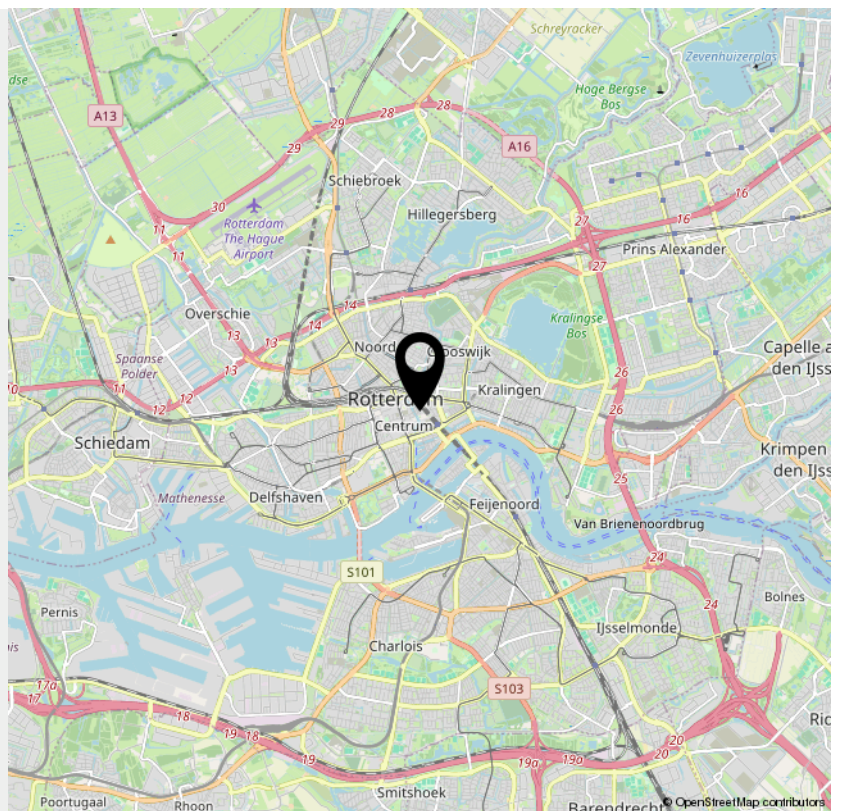 Schreyracker
Zevenhuizerplas
dse
Hoge Bergse
Bos
A13
28
28
29
29
A16
Schiebroek
30
16
16
Rotterdam
The Hague
Airport
Hillegersberg
27
11
11
Prins Alexander
27
14
14
Overschie
13
13
13
Kralingse
Bos
Noord
Spaanse
Polder
Capelle a
den IJss
26
10
11
12
12
Kralingen
Rotterdam
26
Centrum
Schiedam
Krimpen
den IJss
25
Mathenesse
Delfshaven
Feijenoord
Van Brienenoordbrug
24
S101
24
Pernis
Bolnes
IJsselmonde
Charlois
17a
17
S103
18
19
18
19
19a
19a
20
20
Rid
Smitshoek
Poortugaal
Rhoon
Barendrecht
© OpenStreetMap contributors